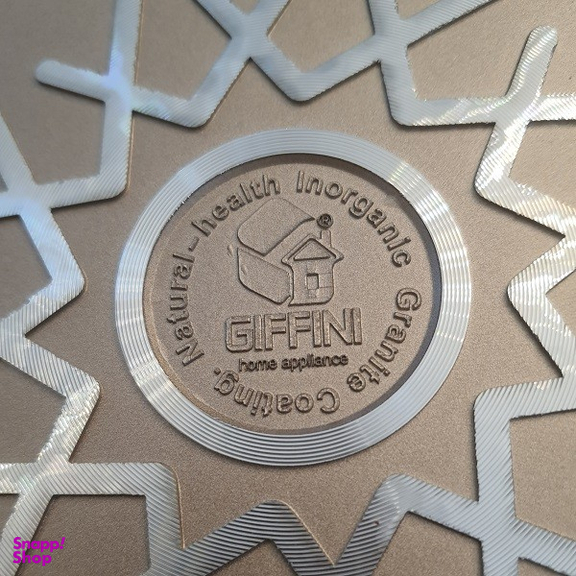 Natural-health Inorganic Granite Coating.
®
GIFFINI
home appliance
Snapp!
Shop